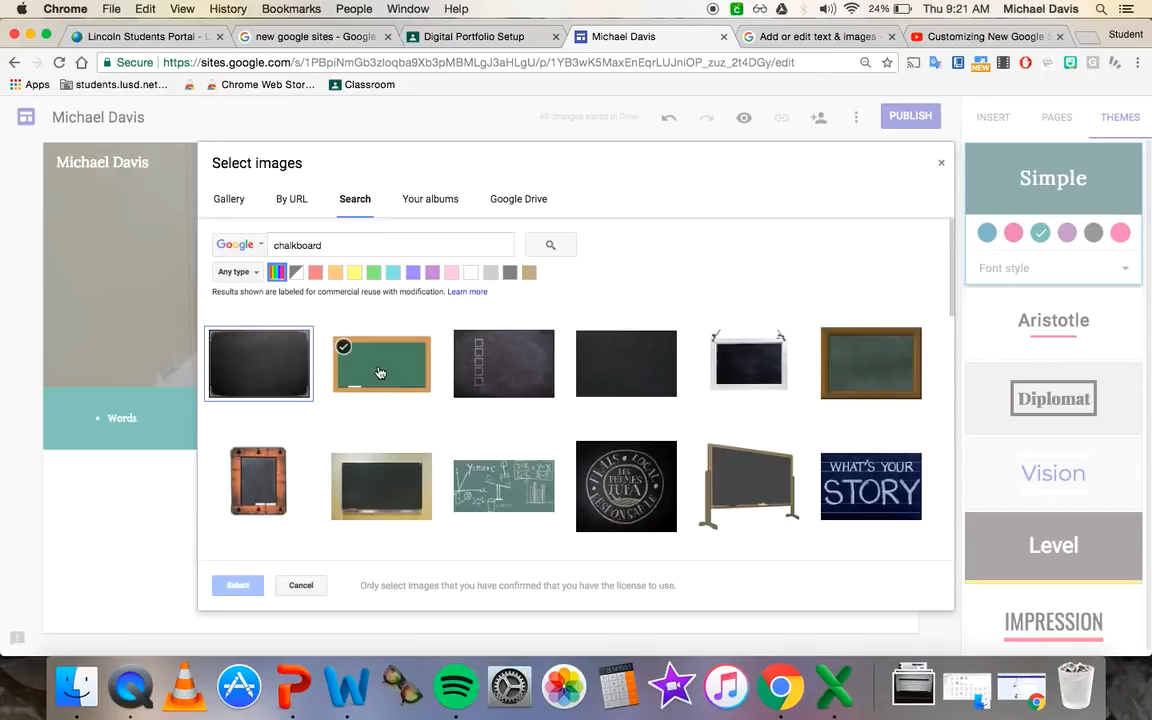 Chrome File Edit View History Bookmarks People Window Help 24% Thu 9:21 AM Michael Davis
Lincoln Students Portal - L × new google sites - Google × Digital Portfolio Setup × Michael Davis × Add or edit text & images - × Customizing New Google S × Student
Secure https://sites.google.com/s/1PBpiNmGb3zloqba9Xb3pMBMLgJ3aHLgU/p/1YB3wK5MaxEnEqrLUJniOP_zuz_2t4DGy/edit
Apps students.lusd.net... Chrome Web Stor... Classroom
Michael Davis All changes saved in Drive PUBLISH INSERT PAGES THEMES
Michael Davis
Select images ×
Gallery By URL Search Your albums Google Drive
Google chalkboard
Any type
Results shown are labeled for commercial reuse with modification. Learn more
WHAT'S YOUR
STORY
Select Cancel Only select images that you have confirmed that you have the license to use.
• Words
Simple
Font style
Aristotle
Diplomat
Vision
Level
IMPRESSION